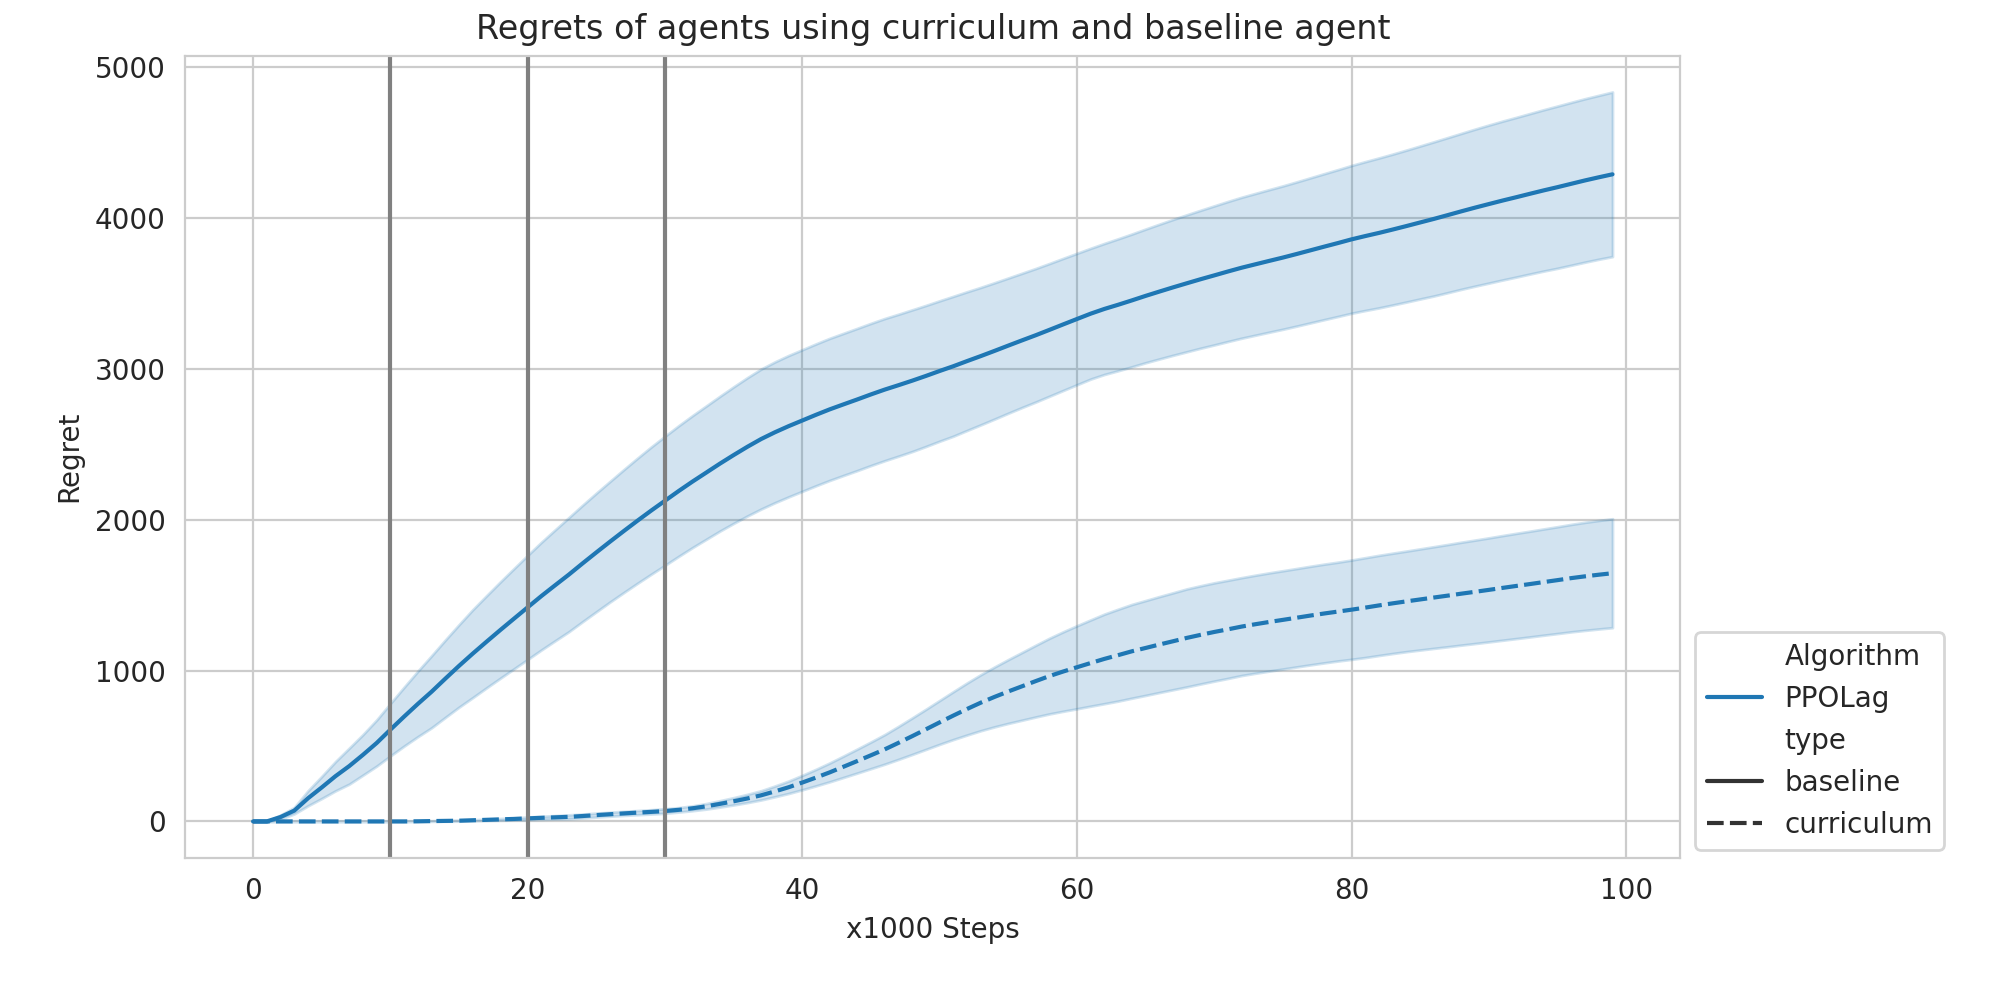 Regrets of agents using curriculum and baseline agent
5000
4000
3000
2000
1000
0
Regret
0 20 40 60 80 100
x1000 Steps
Algorithm
PPOLag
type
baseline
curriculum